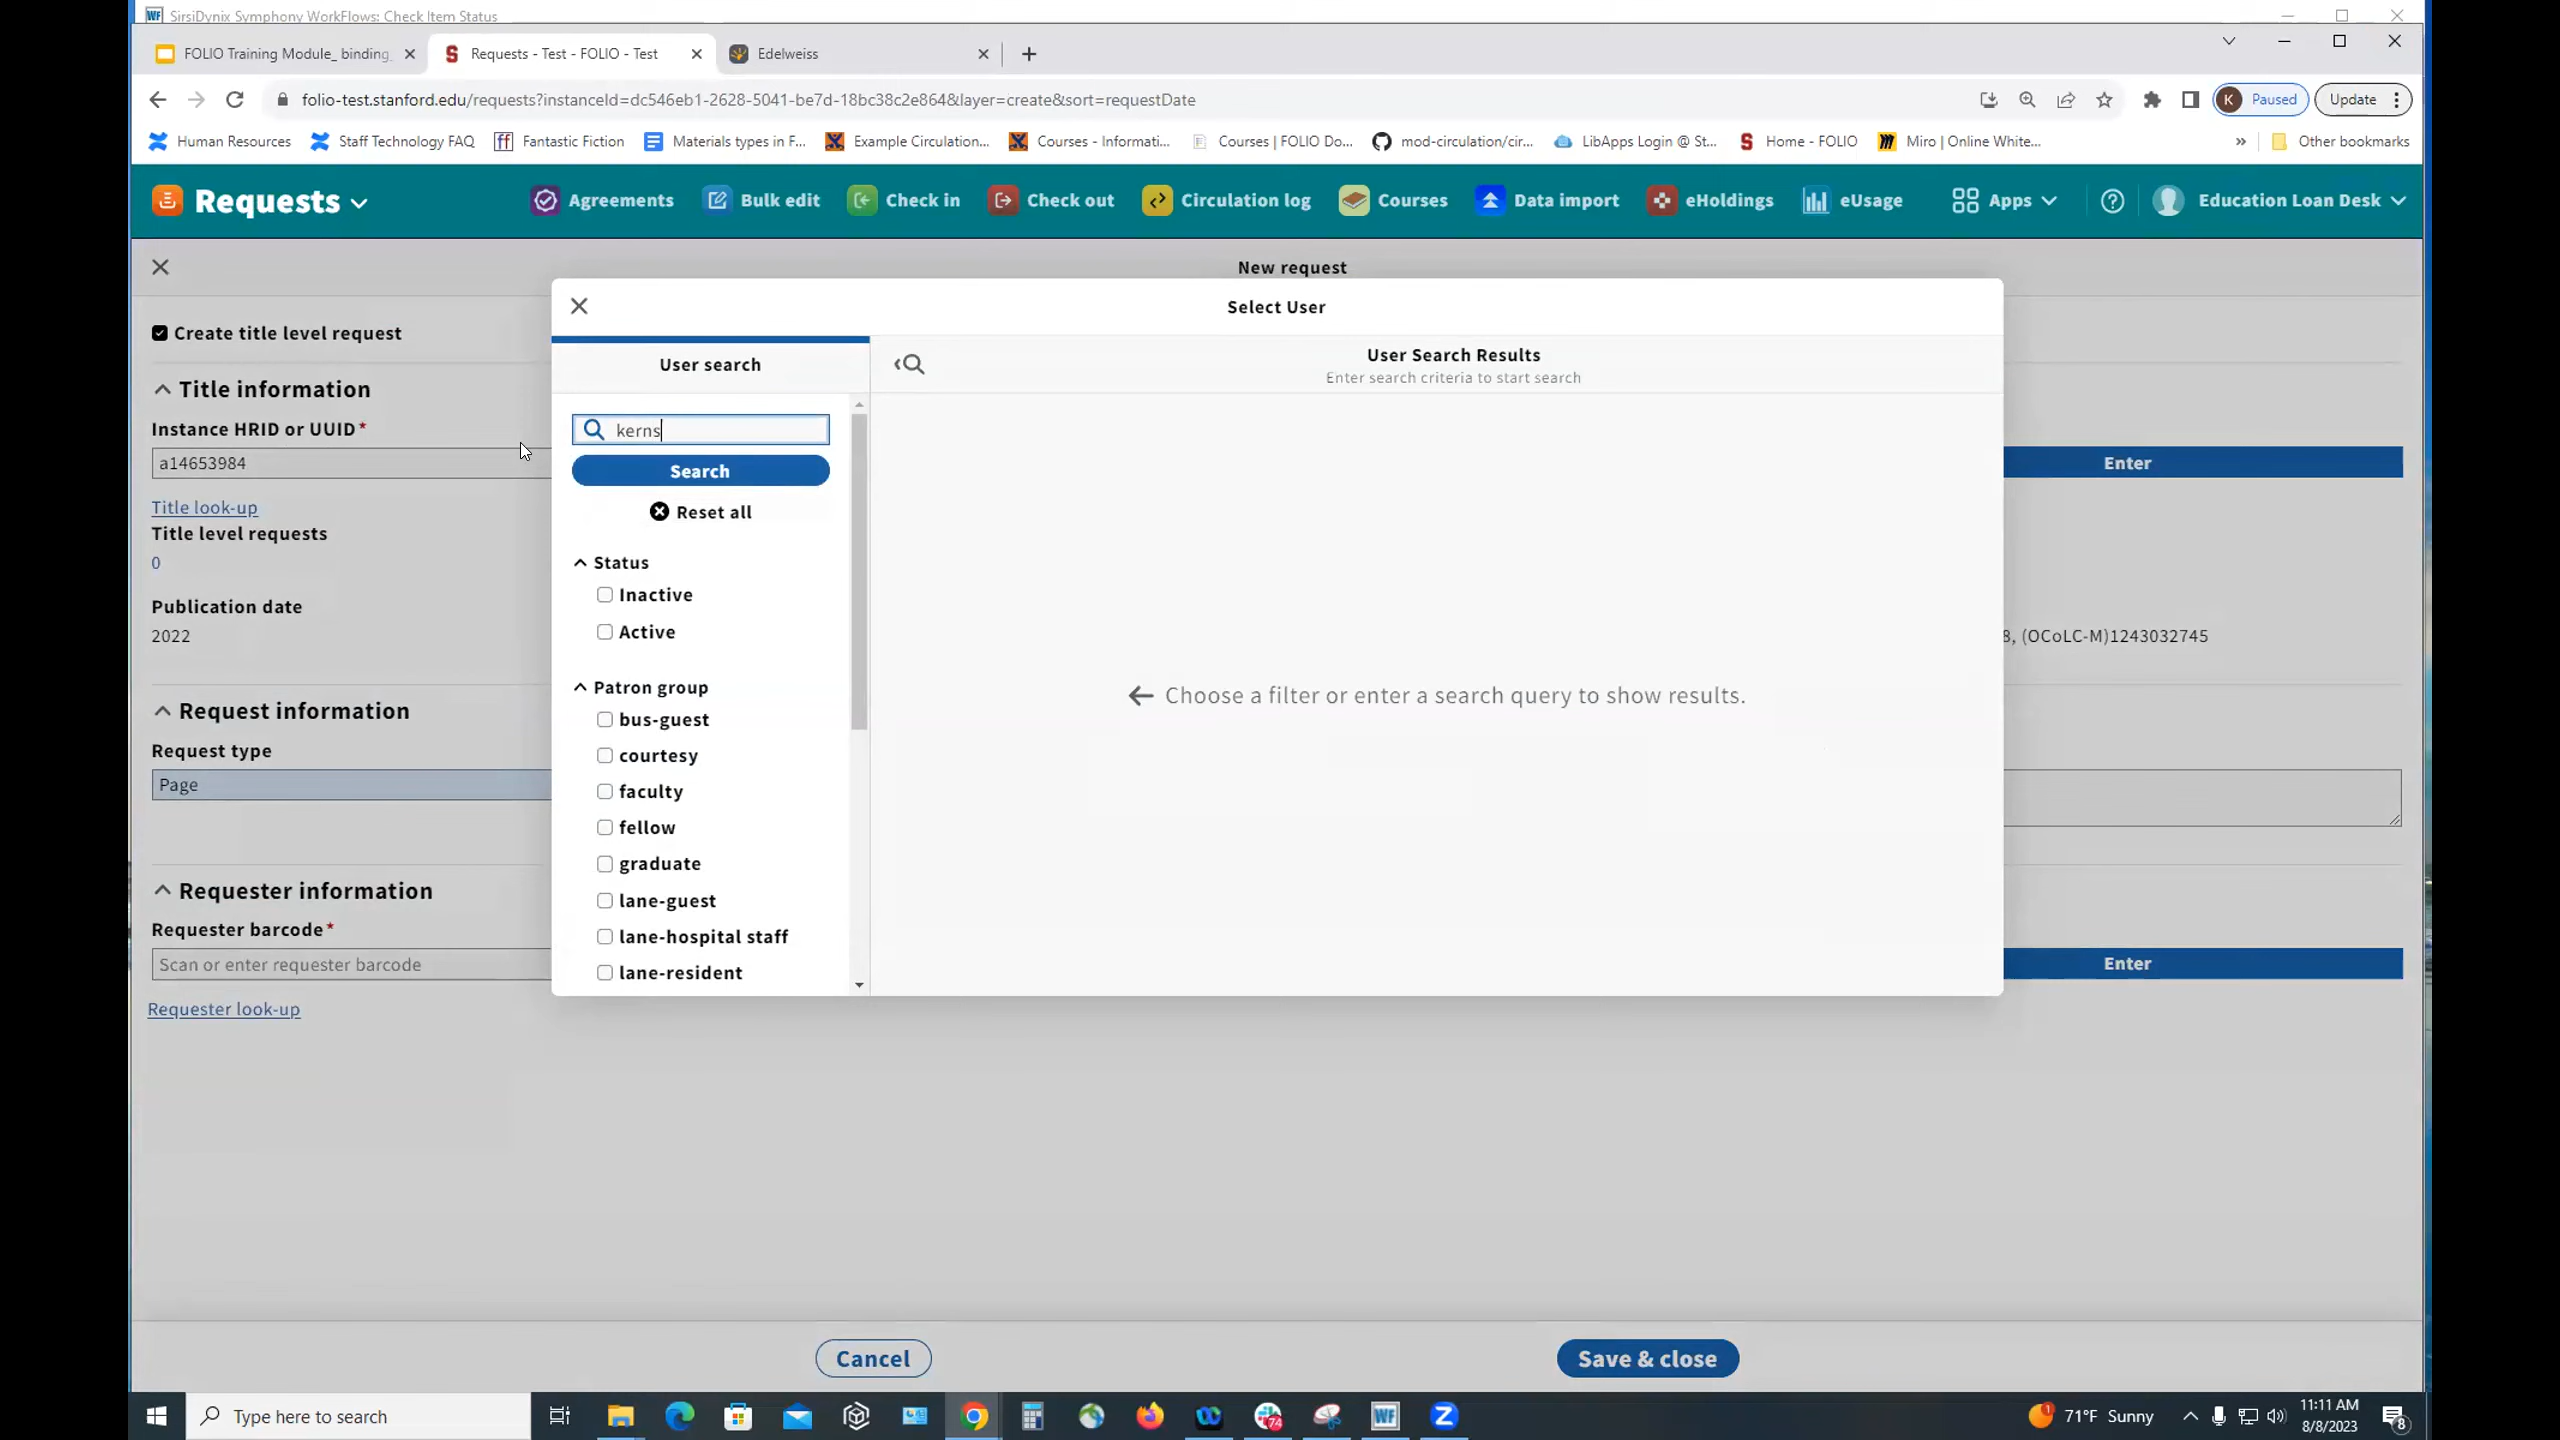 SirsiDynix Symphony WorkFlows: Check Item Status
FOLIO Training Module_ binding_
Requests - Test - FOLIO - Test
Edelweiss
folio-test.stanford.edu/requests?instanceId=dc546eb1-2628-5041-be7d-18bc38c2e864&layer=create&sort=requestDate
K Paused
Update
Human Resources
Staff Technology FAQ
Fantastic Fiction
Materials types in F...
Example Circulation...
Courses - Informati...
Courses | FOLIO Do...
mod-circulation/cir...
LibApps Login @ St...
Home - FOLIO
Miro | Online White...
»
Other bookmarks
Requests
Agreements
Bulk edit
Check in
Check out
Circulation log
Courses
Data import
eHoldings
eUsage
Apps
Education Loan Desk
New request
Create title level request
Title information
Instance HRID or UUID*
a14653984
Enter
Title look-up
Title level requests
0
Publication date
2022
8, (OCoLC-M)1243032745
Request information
Request type
Page
Requester information
Requester barcode*
Scan or enter requester barcode
Enter
Requester look-up
Select User
User search
kerns
Search
Reset all
Status
Inactive
Active
Patron group
bus-guest
courtesy
faculty
fellow
graduate
lane-guest
lane-hospital staff
lane-resident
User Search Results
Enter search criteria to start search
Choose a filter or enter a search query to show results.
Cancel
Save & close
Type here to search
74
WF
Z
71°F Sunny
11:11 AM
8/8/2023
8